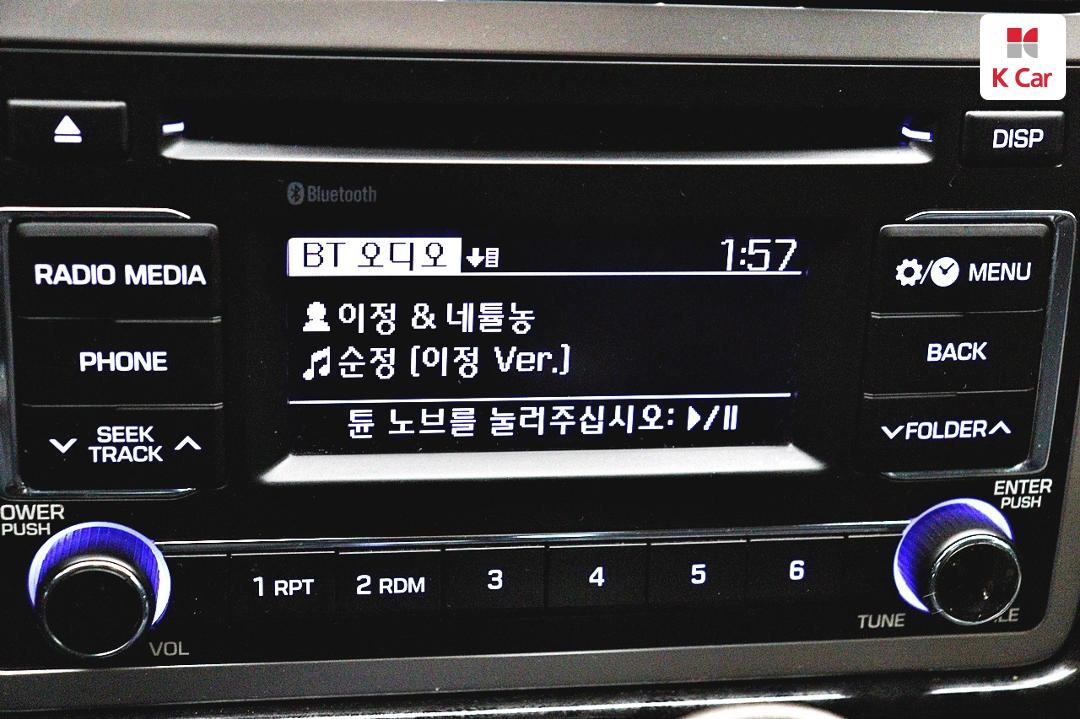 K Car
DISP
Bluetooth
BT 오디오 1:57
RADIO MEDIA
MENU
이정 & 네튤농
PHONE
순정 [이정 Ver.]
BACK
SEEK
TRACK
튠 노브를 눌러주십시오:
FOLDER
OWER
PUSH
ENTER
PUSH
1 RPT
2 RDM
3
4
5
6
VOL
TUNE